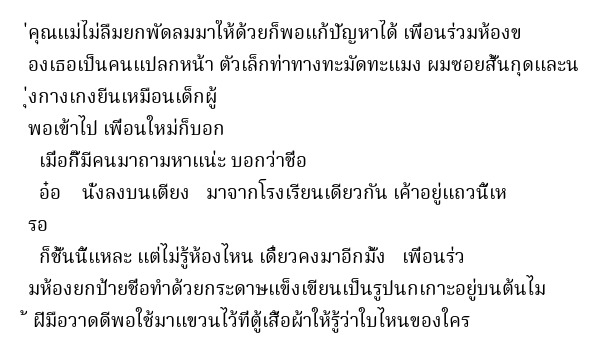 ่คุณแม่ไม่ลืมยกพัดลมมาให้ด้วยก็พอแก้ปัญหาได้ เพื่อนร่วมห้องข
องเธอเป็นคนแปลกหน้า ตัวเล็กท่าทางทะมัดทะแมง ผมซอยสั้นกุดและน
ุ่งกางเกงยีนเหมือนเด็กผู้
พอเข้าไป เพื่อนใหม่ก็บอก
เมื่อกี้มีคนมาถามหาแน่ะ บอกว่าชื่อ
อ๋อ นั่งลงบนเตียง มาจากโรงเรียนเดียวกัน เค้าอยู่แถวนี้เห
รอ
ก็ชั้นนี้แหละ แต่ไม่รู้ห้องไหน เดี๋ยวคงมาอีกมั้ง เพื่อนร่ว
มห้องยกป้ายชื่อทำด้วยกระดาษแข็งเขียนเป็นรูปนกเกาะอยู่บนต้นไม
้ ฝีมือวาดดีพอใช้มาแขวนไว้ที่ตู้เสื้อผ้าให้รู้ว่าใบไหนของใคร